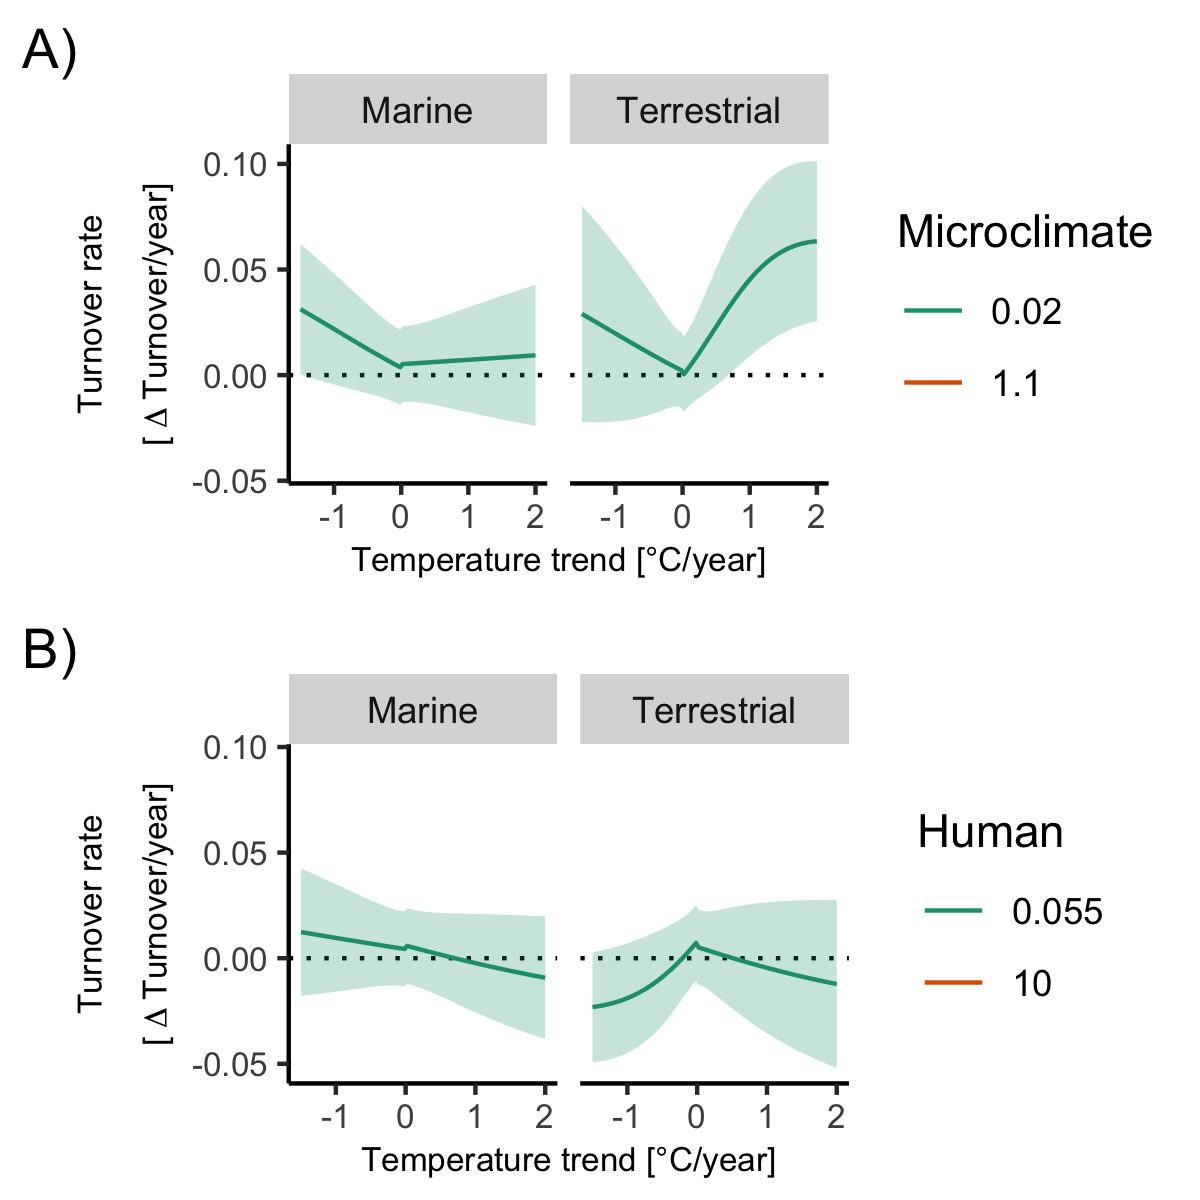 A)
Marine Terrestrial
Turnover rate
[ Δ Turnover/year]
0.10
0.05
0.00
-0.05
-1 0 1 2 -1 0 1 2
Temperature trend [°C/year]
Microclimate
0.02
1.1
B)
Marine Terrestrial
Turnover rate
[ Δ Turnover/year]
0.10
0.05
0.00
-0.05
-1 0 1 2 -1 0 1 2
Temperature trend [°C/year]
Human
0.055
10